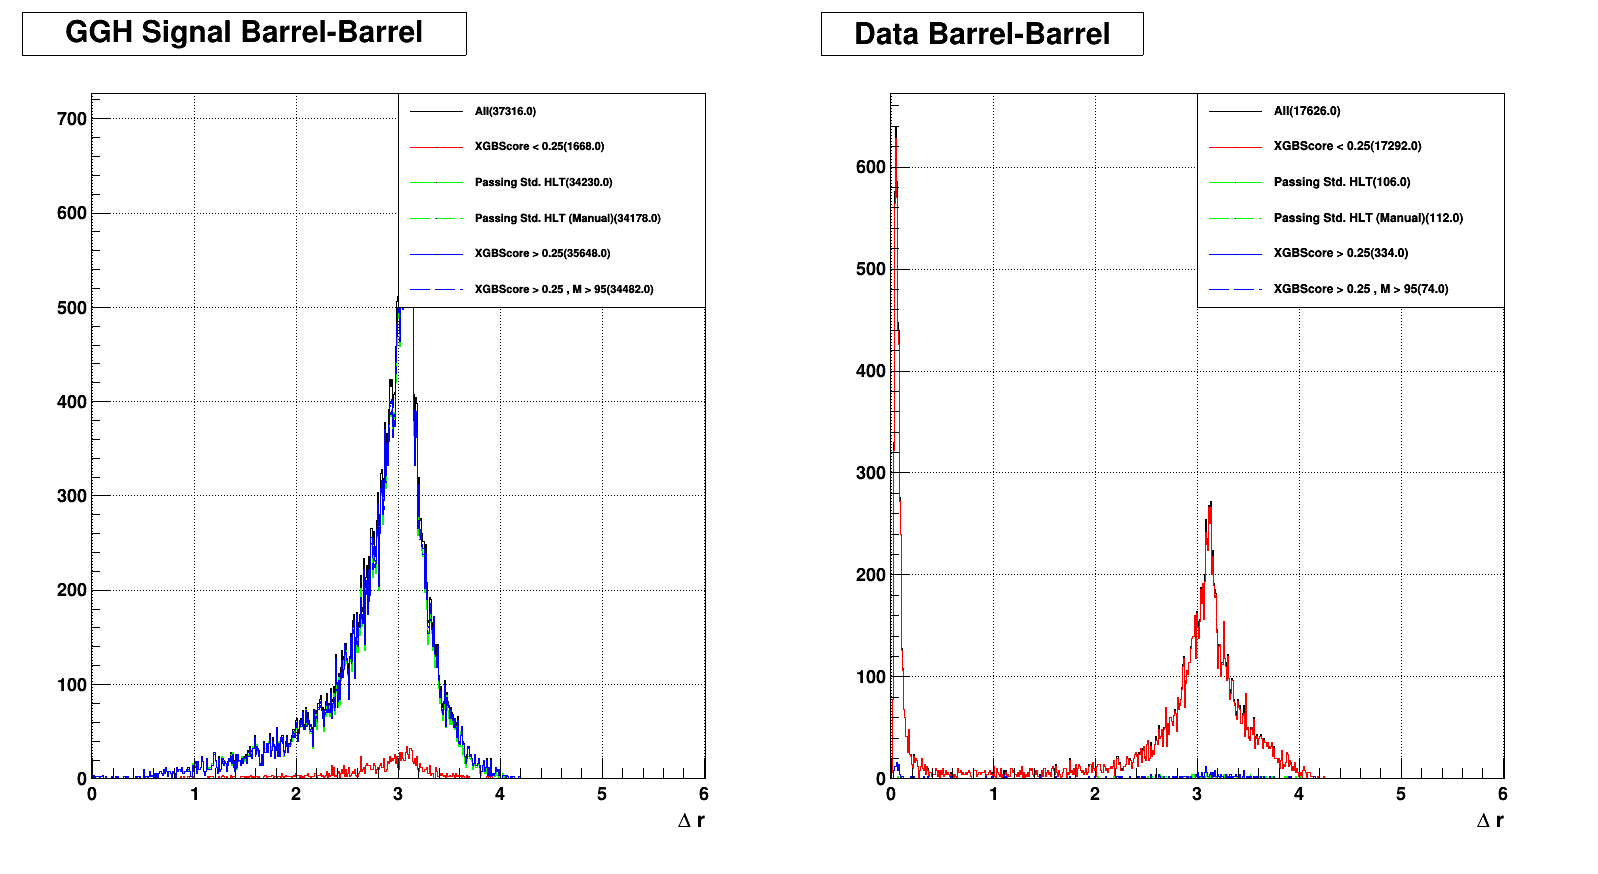 GGH Signal Barrel-Barrel
700
600
500
400
300
200
100
0
0 1 2 3 4 5 6
Δ r
All(37316.0)
XGBScore < 0.25(1668.0)
Passing Std. HLT(34230.0)
Passing Std. HLT (Manual)(34178.0)
XGBScore > 0.25(35648.0)
XGBScore > 0.25 , M > 95(34482.0)
Data Barrel-Barrel
600
500
400
300
200
100
0
0 1 2 3 4 5 6
Δ r
All(17626.0)
XGBScore < 0.25(17292.0)
Passing Std. HLT(106.0)
Passing Std. HLT (Manual)(112.0)
XGBScore > 0.25(334.0)
XGBScore > 0.25 , M > 95(74.0)